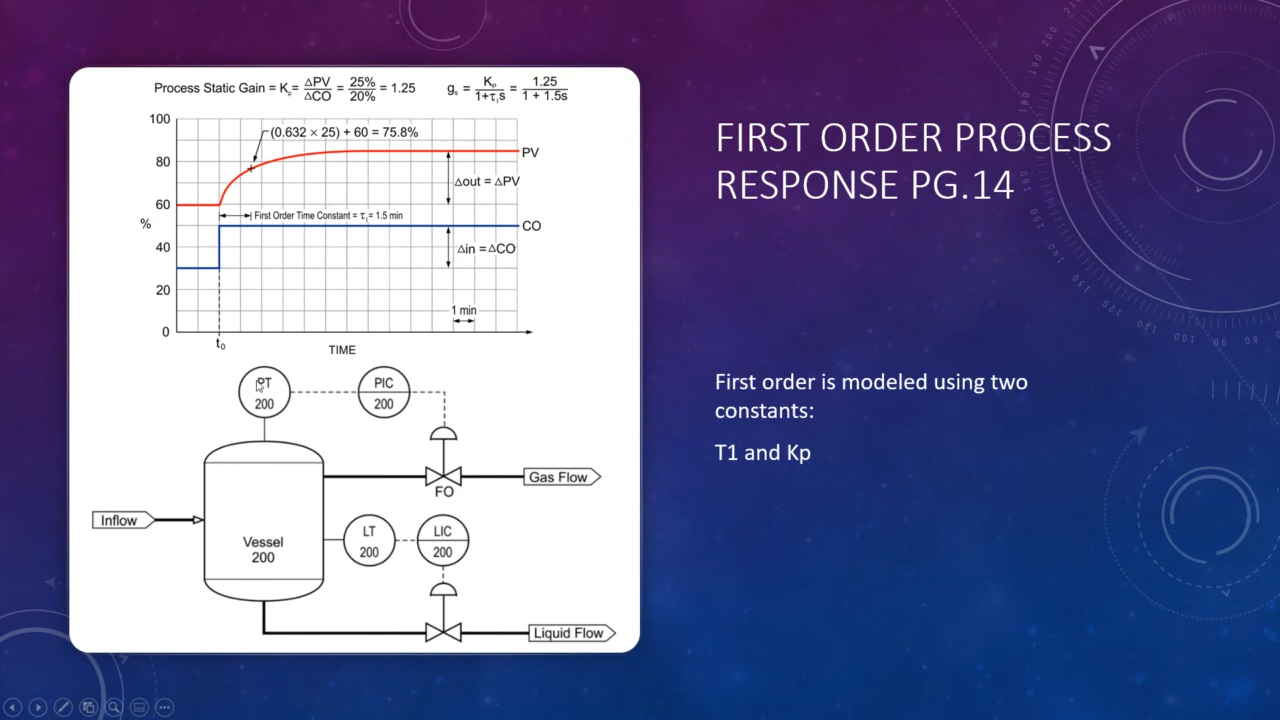 Process Static Gain = Kp = ΔPV/ΔCO = 25%/20% = 1.25
gs = Kp/1+τ1s = 1.25/1 + 1.5s
100
(0.632 × 25) + 60 = 75.8%
PV
80
Δout = ΔPV
60
First Order Time Constant = τ1 = 1.5 min
%
CO
40
Δin = ΔCO
20
1 min
0
t0
TIME
PT
200
PIC
200
FO
Gas Flow
Inflow
LT
200
LIC
200
Vessel
200
Liquid Flow
FIRST ORDER PROCESS
RESPONSE PG.14
First order is modeled using two
constants:
T1 and Kp